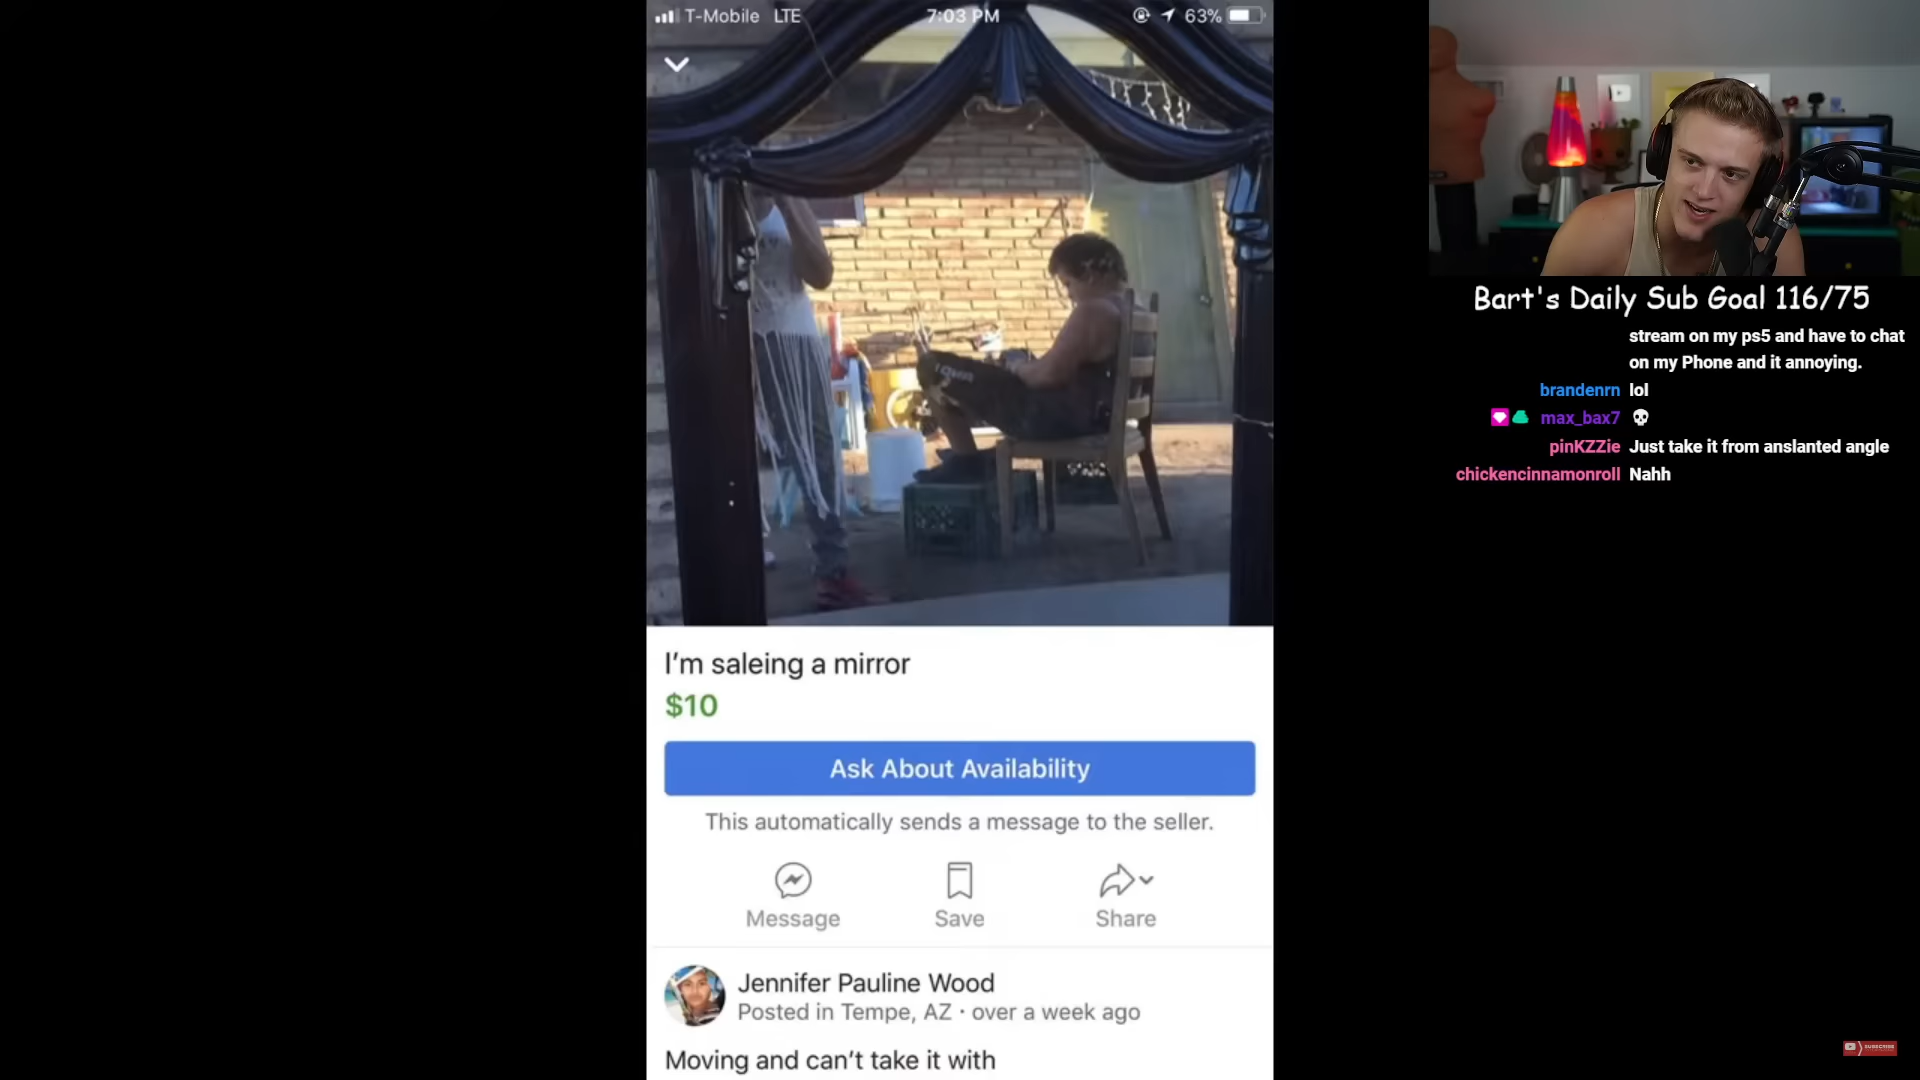 T-Mobile LTE 7:03 PM 63%
I'm saleing a mirror
$10
Ask About Availability
This automatically sends a message to the seller.
Message Save Share
Jennifer Pauline Wood
Posted in Tempe, AZ · over a week ago
Moving and can't take it with
Bart's Daily Sub Goal 116/75
stream on my ps5 and have to chat
on my Phone and it annoying.
brandenrn lol
max_bax7 💀
pinKZZie Just take it from anslanted angle
chickencinnamonroll Nahh
SUBSCRIBE